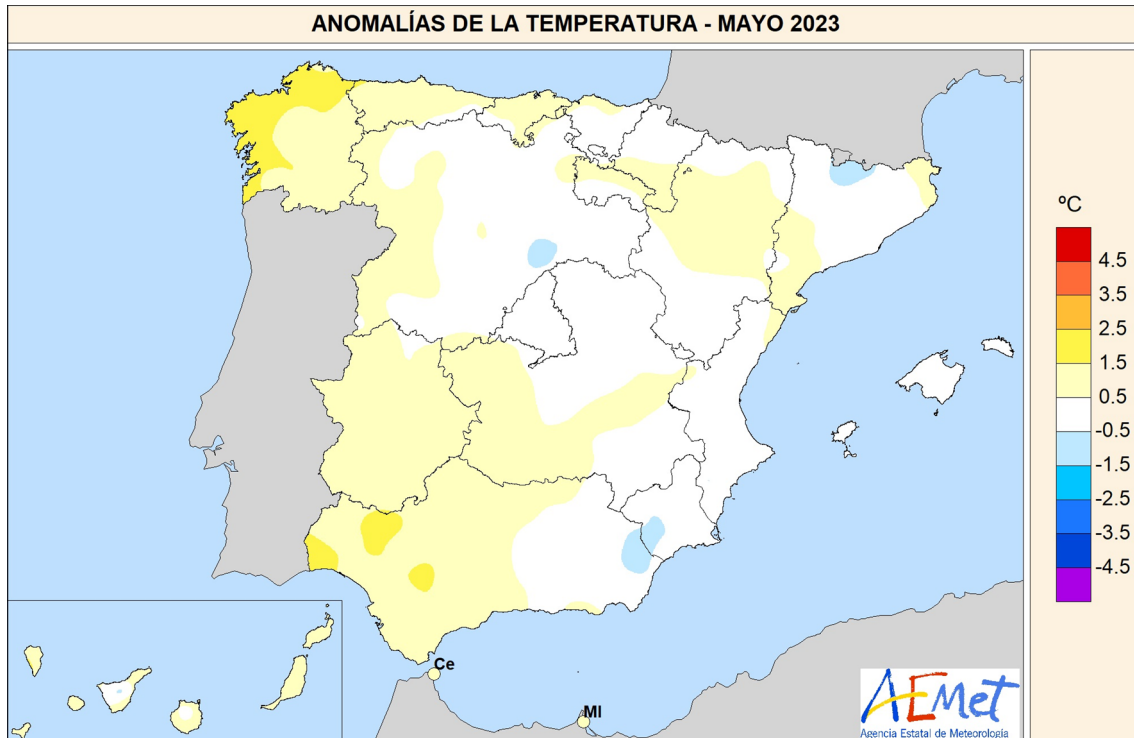 ANOMALÍAS DE LA TEMPERATURA - MAYO 2023
ºC
4.5
3.5
2.5
1.5
0.5
-0.5
-1.5
-2.5
-3.5
-4.5
Ce
Ml
AEMet
Agencia Estatal de Meteorología